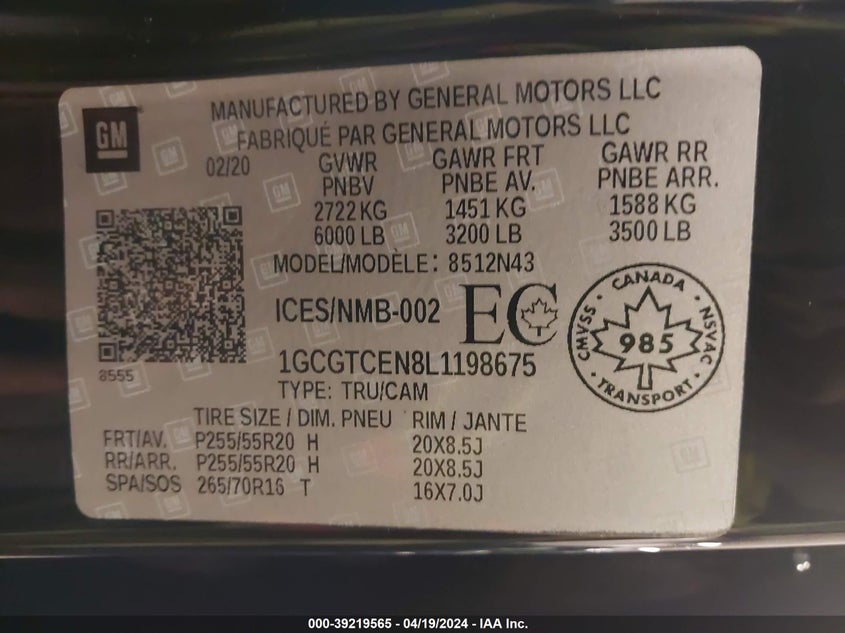 GM
MANUFACTURED BY GENERAL MOTORS LLC
FABRIQUÉ PAR GENERAL MOTORS LLC
02/20
GVWR GAWR FRT GAWR RR
PNBV PNBE AV. PNBE ARR.
2722 KG 1451 KG 1588 KG
6000 LB 3200 LB 3500 LB
MODEL/MODÈLE: 8512N43
ICES/NMB-002 EC
CANADA
CMVSS 985 NSVAC
TRANSPORT
1GCGTCEN8L1198675
8555
TYPE: TRU/CAM
TIRE SIZE / DIM. PNEU RIM / JANTE
FRT/AV. P255/55R20 H 20X8.5J
RR/ARR. P255/55R20 H 20X8.5J
SPA/SOS 265/70R16 T 16X7.0J
000-39219565 - 04/19/2024 - IAA Inc.